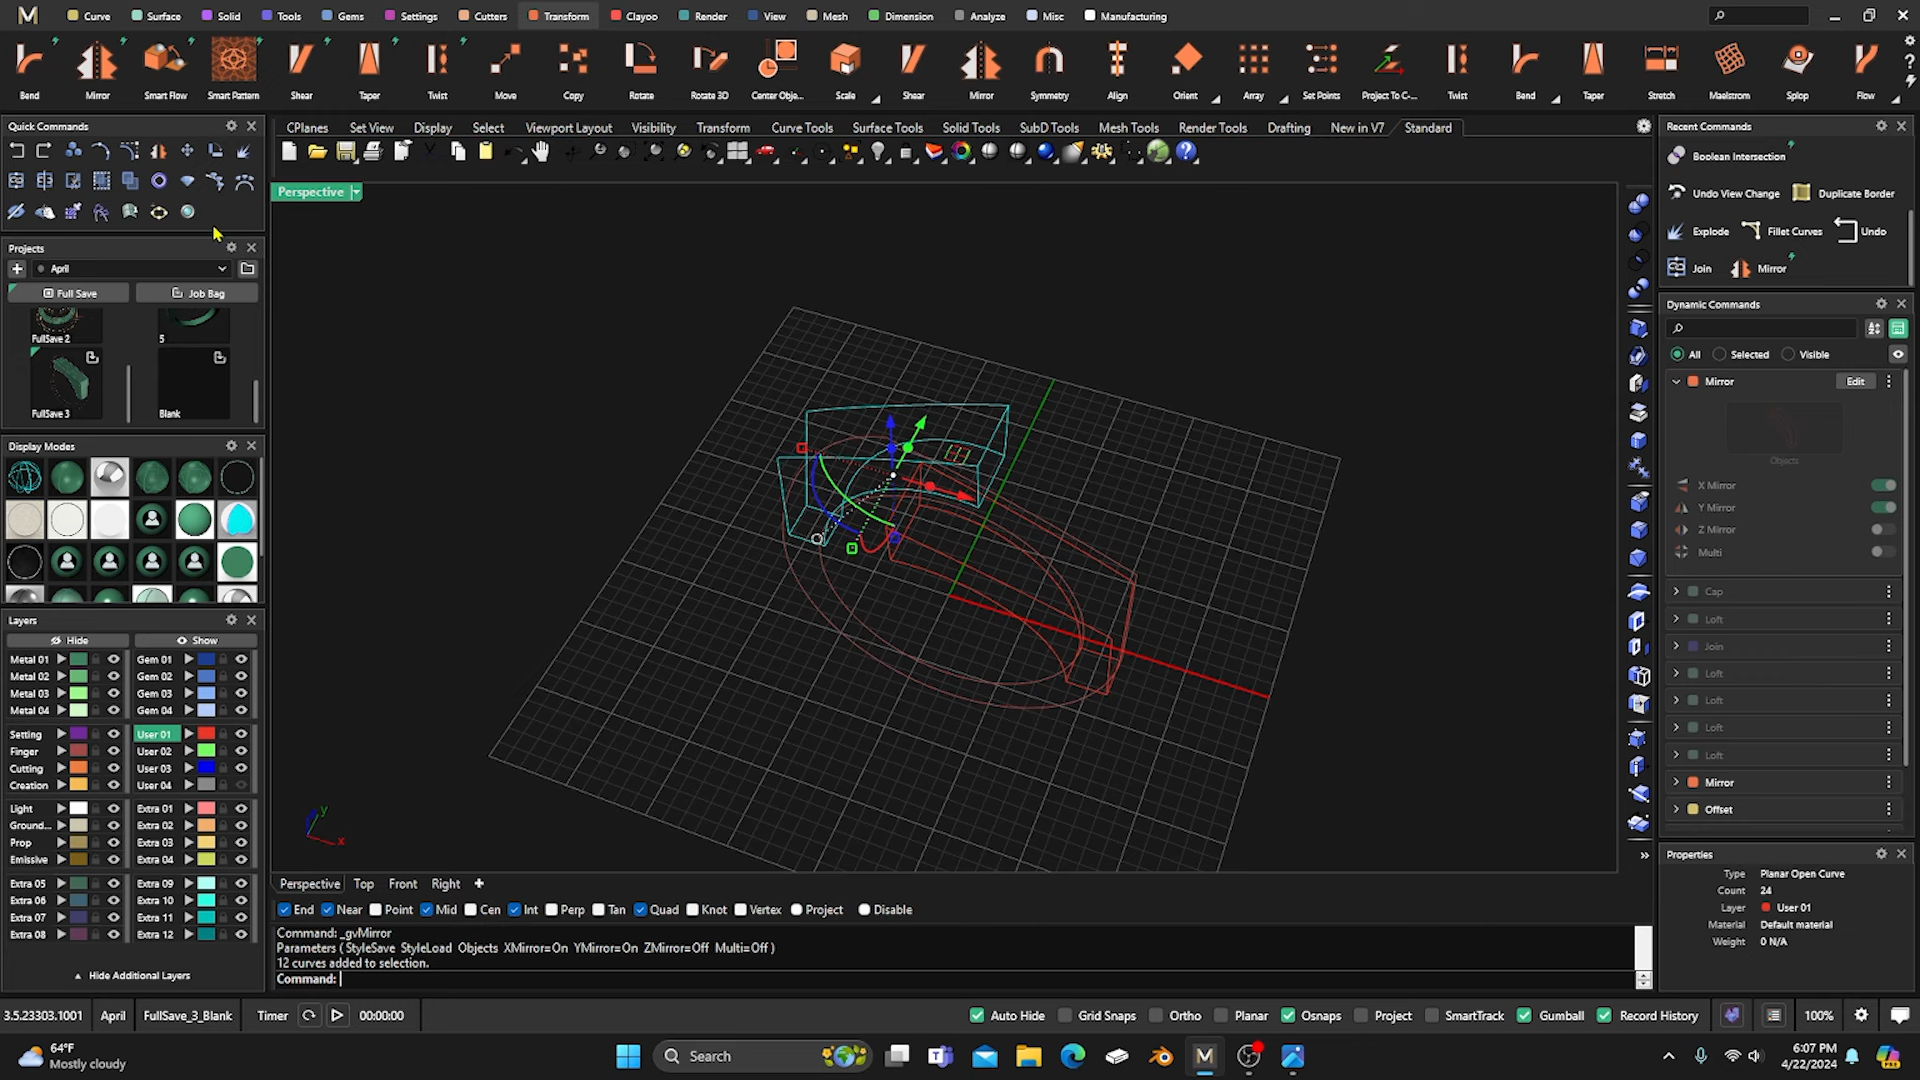 Curve Surface Solid Tools Gems Settings Cutters Transform Clayoo Render View Mesh Dimension Analyze Misc Manufacturing
Bend Mirror Smart Flow Smart Pattern Shear Taper Twist Move Copy Rotate Rotate 3D Center Obje... Scale Shear Mirror Symmetry Align Orient Array Set Points Project To C-... Twist Bend Taper Stretch Maelstrom Splop Flow
Quick Commands
CPlanes Set View Display Select Viewport Layout Visibility Transform Curve Tools Surface Tools Solid Tools SubD Tools Mesh Tools Render Tools Drafting New in V7 Standard
Perspective
Projects
April
Full Save Job Bag
FullSave 2 5
FullSave 3 Blank
Display Modes
Layers
Hide Show
Metal 01 Gem 01
Metal 02 Gem 02
Metal 03 Gem 03
Metal 04 Gem 04
Setting User 01
Finger User 02
Cutting User 03
Creation User 04
Light Extra 01
Ground... Extra 02
Prop Extra 03
Emissive Extra 04
Extra 05 Extra 09
Extra 06 Extra 10
Extra 07 Extra 11
Extra 08 Extra 12
Hide Additional Layers
y
x
Perspective Top Front Right
End Near Point Mid Cen Int Perp Tan Quad Knot Vertex Project Disable
Command: _gvMirror
Parameters ( StyleSave StyleLoad Objects XMirror=On YMirror=On ZMirror=Off Multi=Off )
12 curves added to selection.
Command:
Recent Commands
Boolean Intersection
Undo View Change Duplicate Border
Explode Fillet Curves Undo
Join Mirror
Dynamic Commands
All Selected Visible
Mirror Edit
Objects
X Mirror
Y Mirror
Z Mirror
Multi
Cap
Loft
Join
Loft
Loft
Loft
Loft
Mirror
Offset
Properties
Type Planar Open Curve
Count 24
Layer User 01
Material Default material
Weight 0 N/A
3.5.23303.1001 April FullSave_3_Blank Timer 00:00:00 Auto Hide Grid Snaps Ortho Planar Osnaps Project SmartTrack Gumball Record History 100%
64°F
Mostly cloudy
Search
6:07 PM
4/22/2024